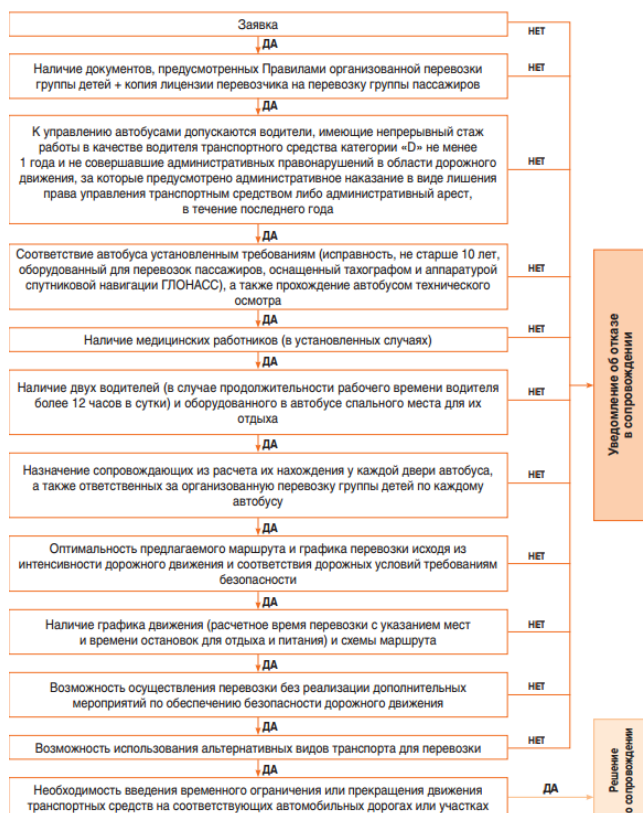 Заявка
НЕТ
ДА
Наличие документов, предусмотренных Правилами организованной перевозки
группы детей + копия лицензии перевозчика на перевозку группы пассажиров
НЕТ
ДА
К управлению автобусами допускаются водители, имеющие непрерывный стаж
работы в качестве водителя транспортного средства категории «D» не менее
1 года и не совершавшие административных правонарушений в области дорожного
движения, за которые предусмотрено административное наказание в виде лишения
права управления транспортным средством либо административный арест,
в течение последнего года
НЕТ
ДА
Соответствие автобуса установленным требованиям (исправность, не старше 10 лет,
оборудованный для перевозок пассажиров, оснащенный тахографом и аппаратурой
спутниковой навигации ГЛОНАСС), а также прохождение автобусом технического
осмотра
НЕТ
ДА
Наличие медицинских работников (в установленных случаях)
НЕТ
ДА
Наличие двух водителей (в случае продолжительности рабочего времени водителя
более 12 часов в сутки) и оборудованного в автобусе спального места для их
отдыха
НЕТ
ДА
Назначение сопровождающих из расчета их нахождения у каждой двери автобуса,
а также ответственных за организованную перевозку группы детей по каждому
автобусу
НЕТ
ДА
Оптимальность предлагаемого маршрута и графика перевозки исходя из
интенсивности дорожного движения и соответствия дорожных условий требованиям
безопасности
НЕТ
ДА
Наличие графика движения (расчетное время перевозки с указанием мест
и времени остановок для отдыха и питания) и схемы маршрута
НЕТ
ДА
Возможность осуществления перевозки без реализации дополнительных
мероприятий по обеспечению безопасности дорожного движения
НЕТ
ДА
Возможность использования альтернативных видов транспорта для перевозки
НЕТ
ДА
Необходимость введения временного ограничения или прекращения движения
транспортных средств на соответствующих автомобильных дорогах или участках
ДА
Уведомление об отказе
в сопровождении
Решение
о сопровождении